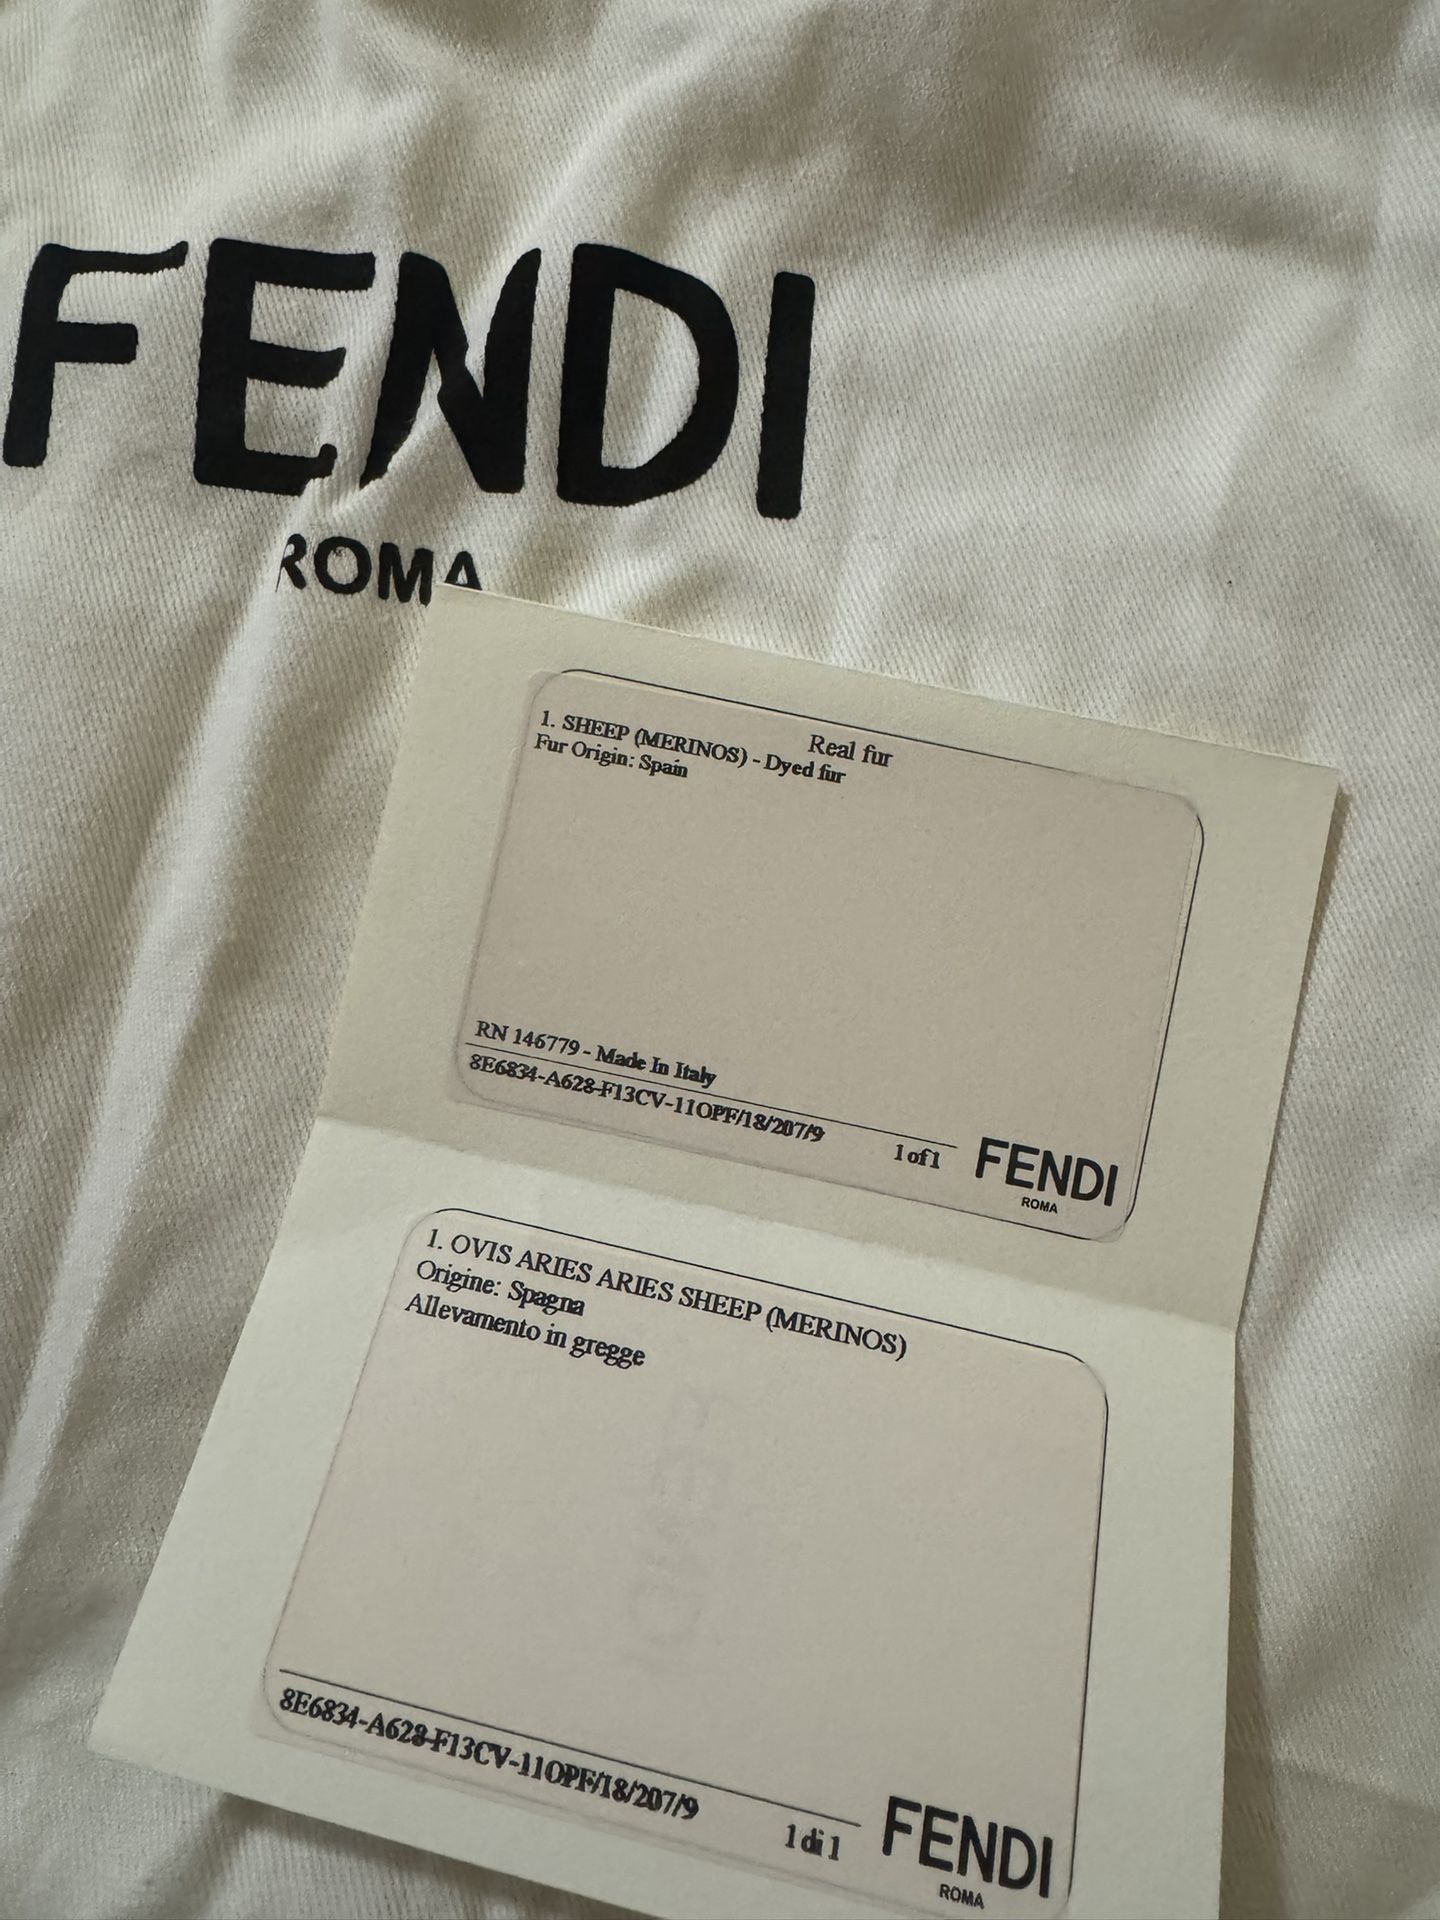 FENDI
ROMA
Real fur
1. SHEEP (MERINOS) - Dyed fur
Fur Origin: Spain
RN 146779 - Made In Italy
8E6834-A628-F13CV-11OPF/18/207/9
1 of 1
FENDI
ROMA
1. OVIS ARIES ARIES SHEEP (MERINOS)
Origine: Spagna
Allevamento in gregge
8E6834-A628-F13CV-11OPF/18/207/9
1 di 1
FENDI
ROMA